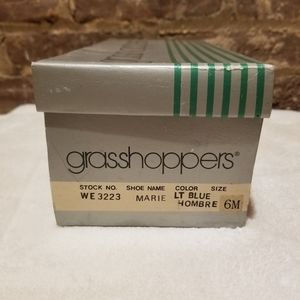 grasshoppers®
STOCK NO. SHOE NAME COLOR SIZE
WE 3223 MARIE LT BLUE
HOMBRE 6M